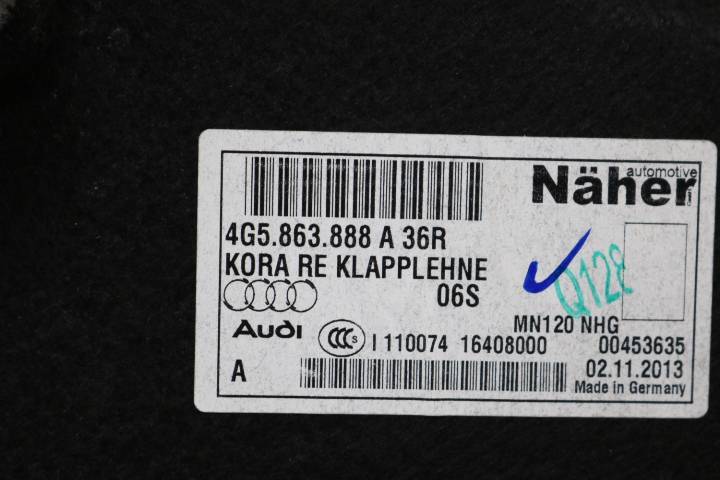 automotive
Näher
4G5.863.888 A 36R
KORA RE KLAPPLEHNE
06S
Q128
MN120 NHG
Audi
CCC S
I 110074 16408000
00453635
A
02.11.2013
Made in Germany